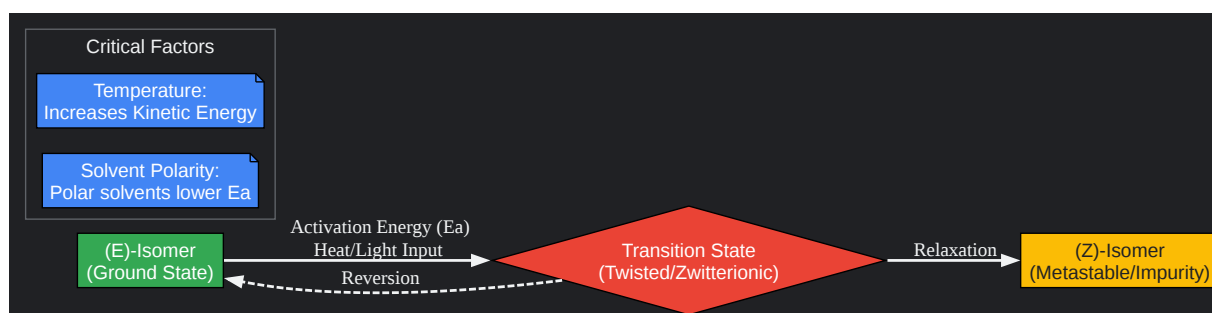 Critical Factors
Temperature:
Increases Kinetic Energy
Solvent Polarity:
Polar solvents lower Ea
(E)-Isomer
(Ground State)
Activation Energy (Ea)
Heat/Light Input
Reversion
Transition State
(Twisted/Zwitterionic)
Relaxation
(Z)-Isomer
(Metastable/Impurity)